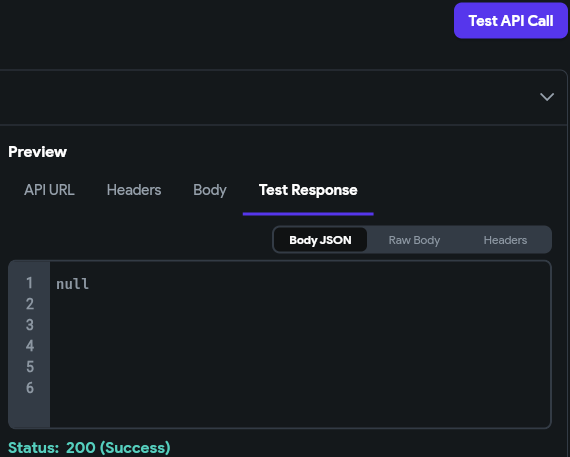 Test API Call
Preview
API URL Headers Body Test Response
Body JSON Raw Body Headers
1 null
2
3
4
5
6
Status: 200 (Success)